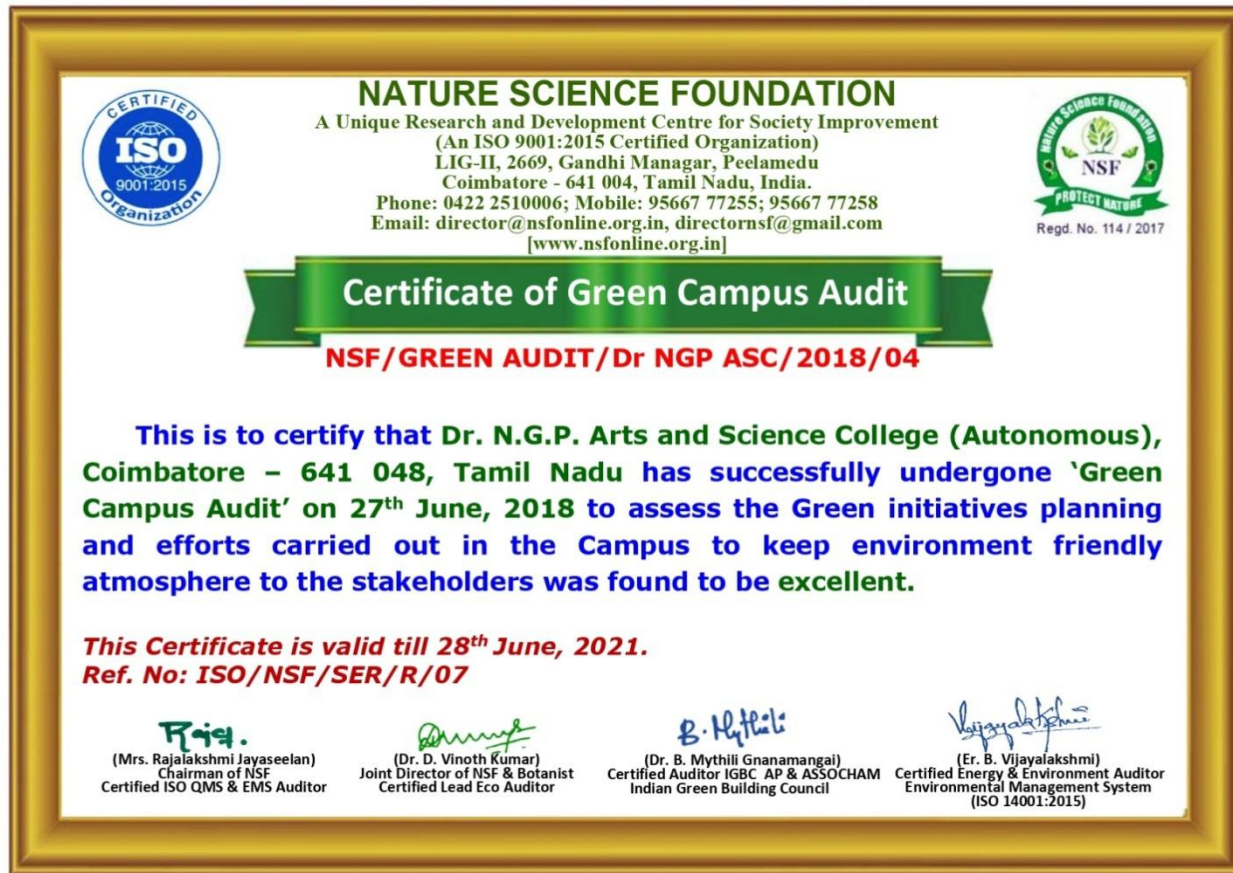 CERTIFIED
ISO
9001:2015
Organization
NATURE SCIENCE FOUNDATION
A Unique Research and Development Centre for Society Improvement
(An ISO 9001:2015 Certified Organization)
LIG-II, 2669, Gandhi Managar, Peelamedu
Coimbatore - 641 004, Tamil Nadu, India.
Phone: 0422 2510006; Mobile: 95667 77255; 95667 77258
Email: director@nsfonline.org.in, directornsf@gmail.com
[www.nsfonline.org.in]
Nature Science Foundation
NSF
PROTECT NATURE
Regd. No. 114 / 2017
Certificate of Green Campus Audit
NSF/GREEN AUDIT/Dr NGP ASC/2018/04
This is to certify that Dr. N.G.P. Arts and Science College (Autonomous),
Coimbatore – 641 048, Tamil Nadu has successfully undergone ‘Green
Campus Audit’ on 27th June, 2018 to assess the Green initiatives planning
and efforts carried out in the Campus to keep environment friendly
atmosphere to the stakeholders was found to be excellent.
This Certificate is valid till 28th June, 2021.
Ref. No: ISO/NSF/SER/R/07
B. Mythili
Vijayalakshmi
(Mrs. Rajalakshmi Jayaseelan)
Chairman of NSF
Certified ISO QMS & EMS Auditor
(Dr. D. Vinoth Kumar)
Joint Director of NSF & Botanist
Certified Lead Eco Auditor
(Dr. B. Mythili Gnanamangai)
Certified Auditor IGBC AP & ASSOCHAM
Indian Green Building Council
(Er. B. Vijayalakshmi)
Certified Energy & Environment Auditor
Environmental Management System
(ISO 14001:2015)